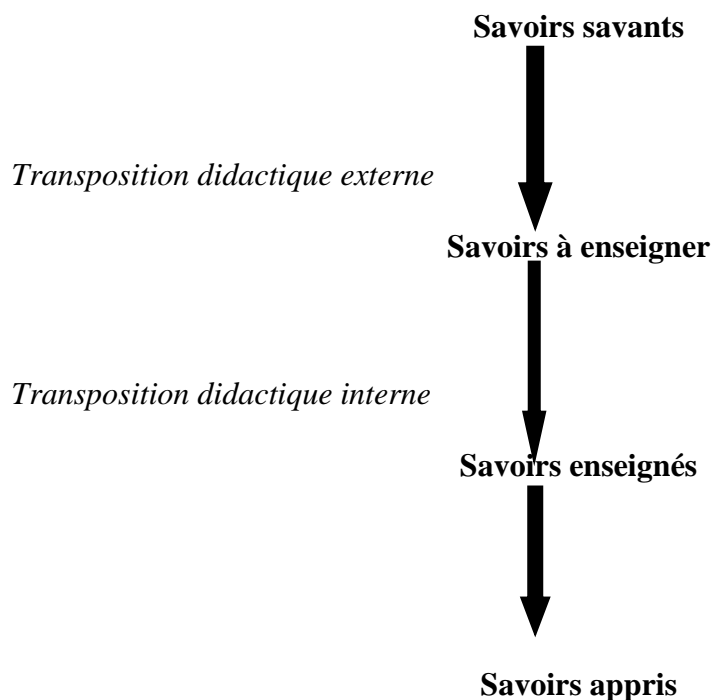 Savoirs savants
Transposition didactique externe
Savoirs à enseigner
Transposition didactique interne
Savoirs enseignés
Savoirs appris